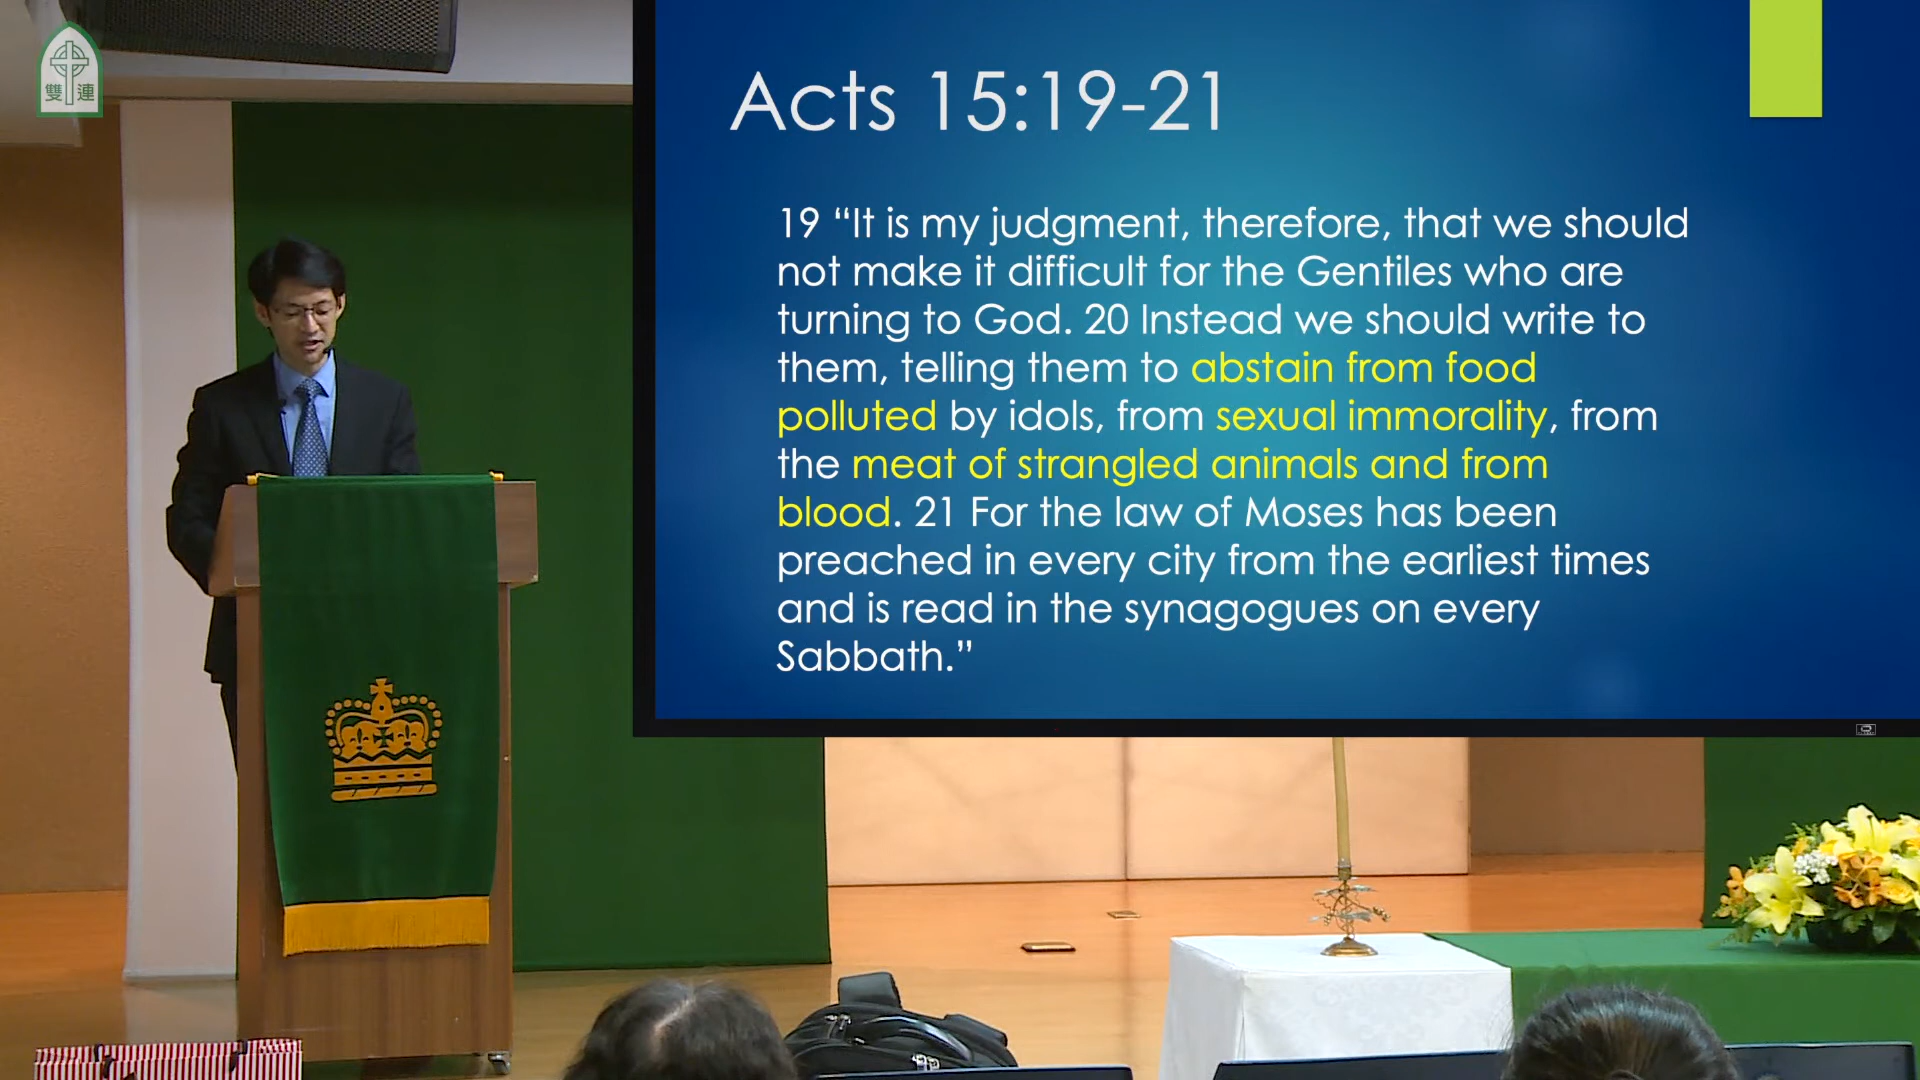 雙連
Acts 15:19-21
19 “It is my judgment, therefore, that we should
not make it difficult for the Gentiles who are
turning to God. 20 Instead we should write to
them, telling them to abstain from food
polluted by idols, from sexual immorality, from
the meat of strangled animals and from
blood. 21 For the law of Moses has been
preached in every city from the earliest times
and is read in the synagogues on every
Sabbath.”